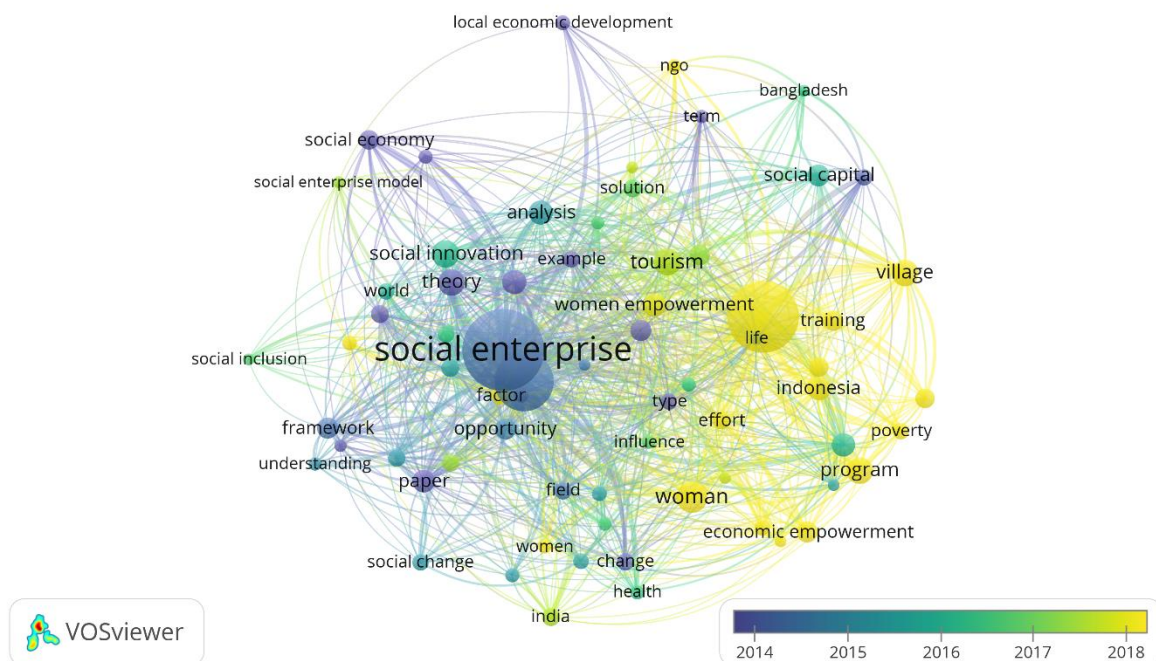 local economic development
ngo
bangladesh
term
social economy
social capital
social enterprise model
solution
analysis
social innovation
example
tourism
village
theory
world
women empowerment
training
life
social enterprise
social inclusion
indonesia
factor
type
effort
framework
opportunity
influence
poverty
understanding
program
paper
field
woman
economic empowerment
women
social change
change
health
india
VOSviewer
2014 2015 2016 2017 2018